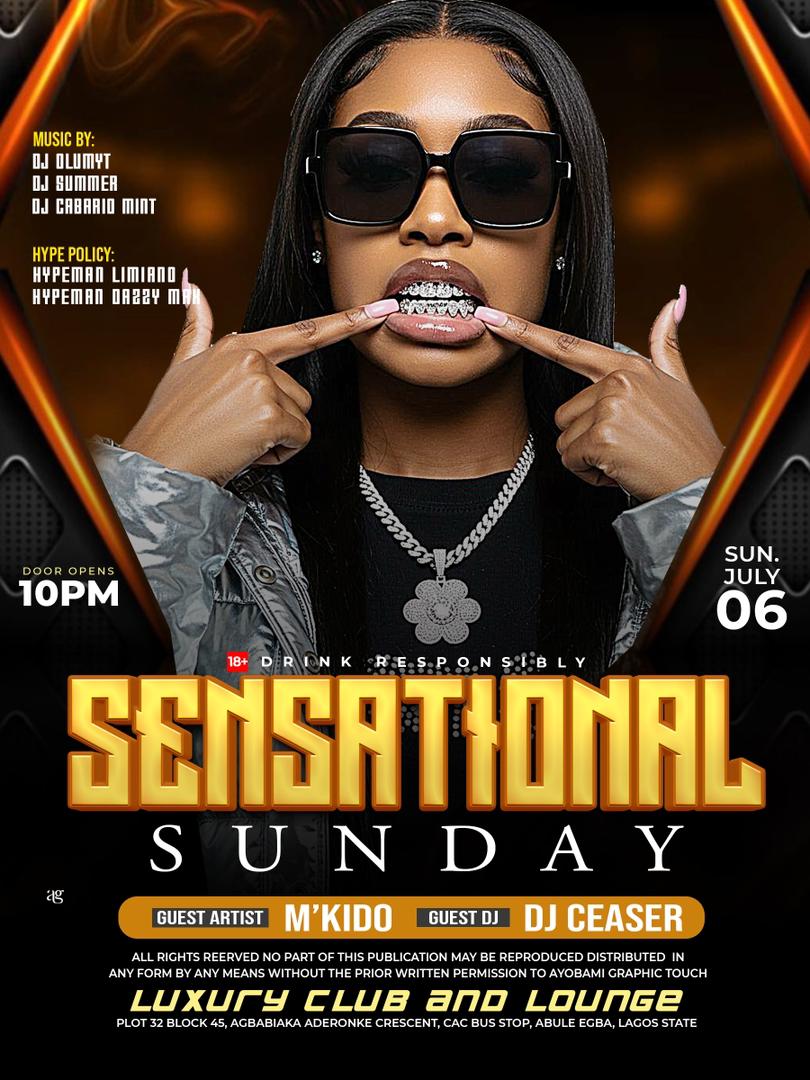 MUSIC BY:
DJ OLUMYT
DJ SUMMER
DJ CABARIO MINT
HYPE POLICY:
HYPEMAN LIMIANO
HYPEMAN DAZZY MAN
DOOR OPENS
10PM
SUN.
JULY
06
18+ DRINK RESPONSIBLY
SENSATIONAL
SUNDAY
ag
GUEST ARTIST M'KIDO GUEST DJ DJ CEASER
ALL RIGHTS REERVED NO PART OF THIS PUBLICATION MAY BE REPRODUCED DISTRIBUTED IN
ANY FORM BY ANY MEANS WITHOUT THE PRIOR WRITTEN PERMISSION TO AYOBAMI GRAPHIC TOUCH
LUXURY CLUB AND LOUNGE
PLOT 32 BLOCK 45, AGBABIAKA ADERONKE CRESCENT, CAC BUS STOP, ABULE EGBA, LAGOS STATE